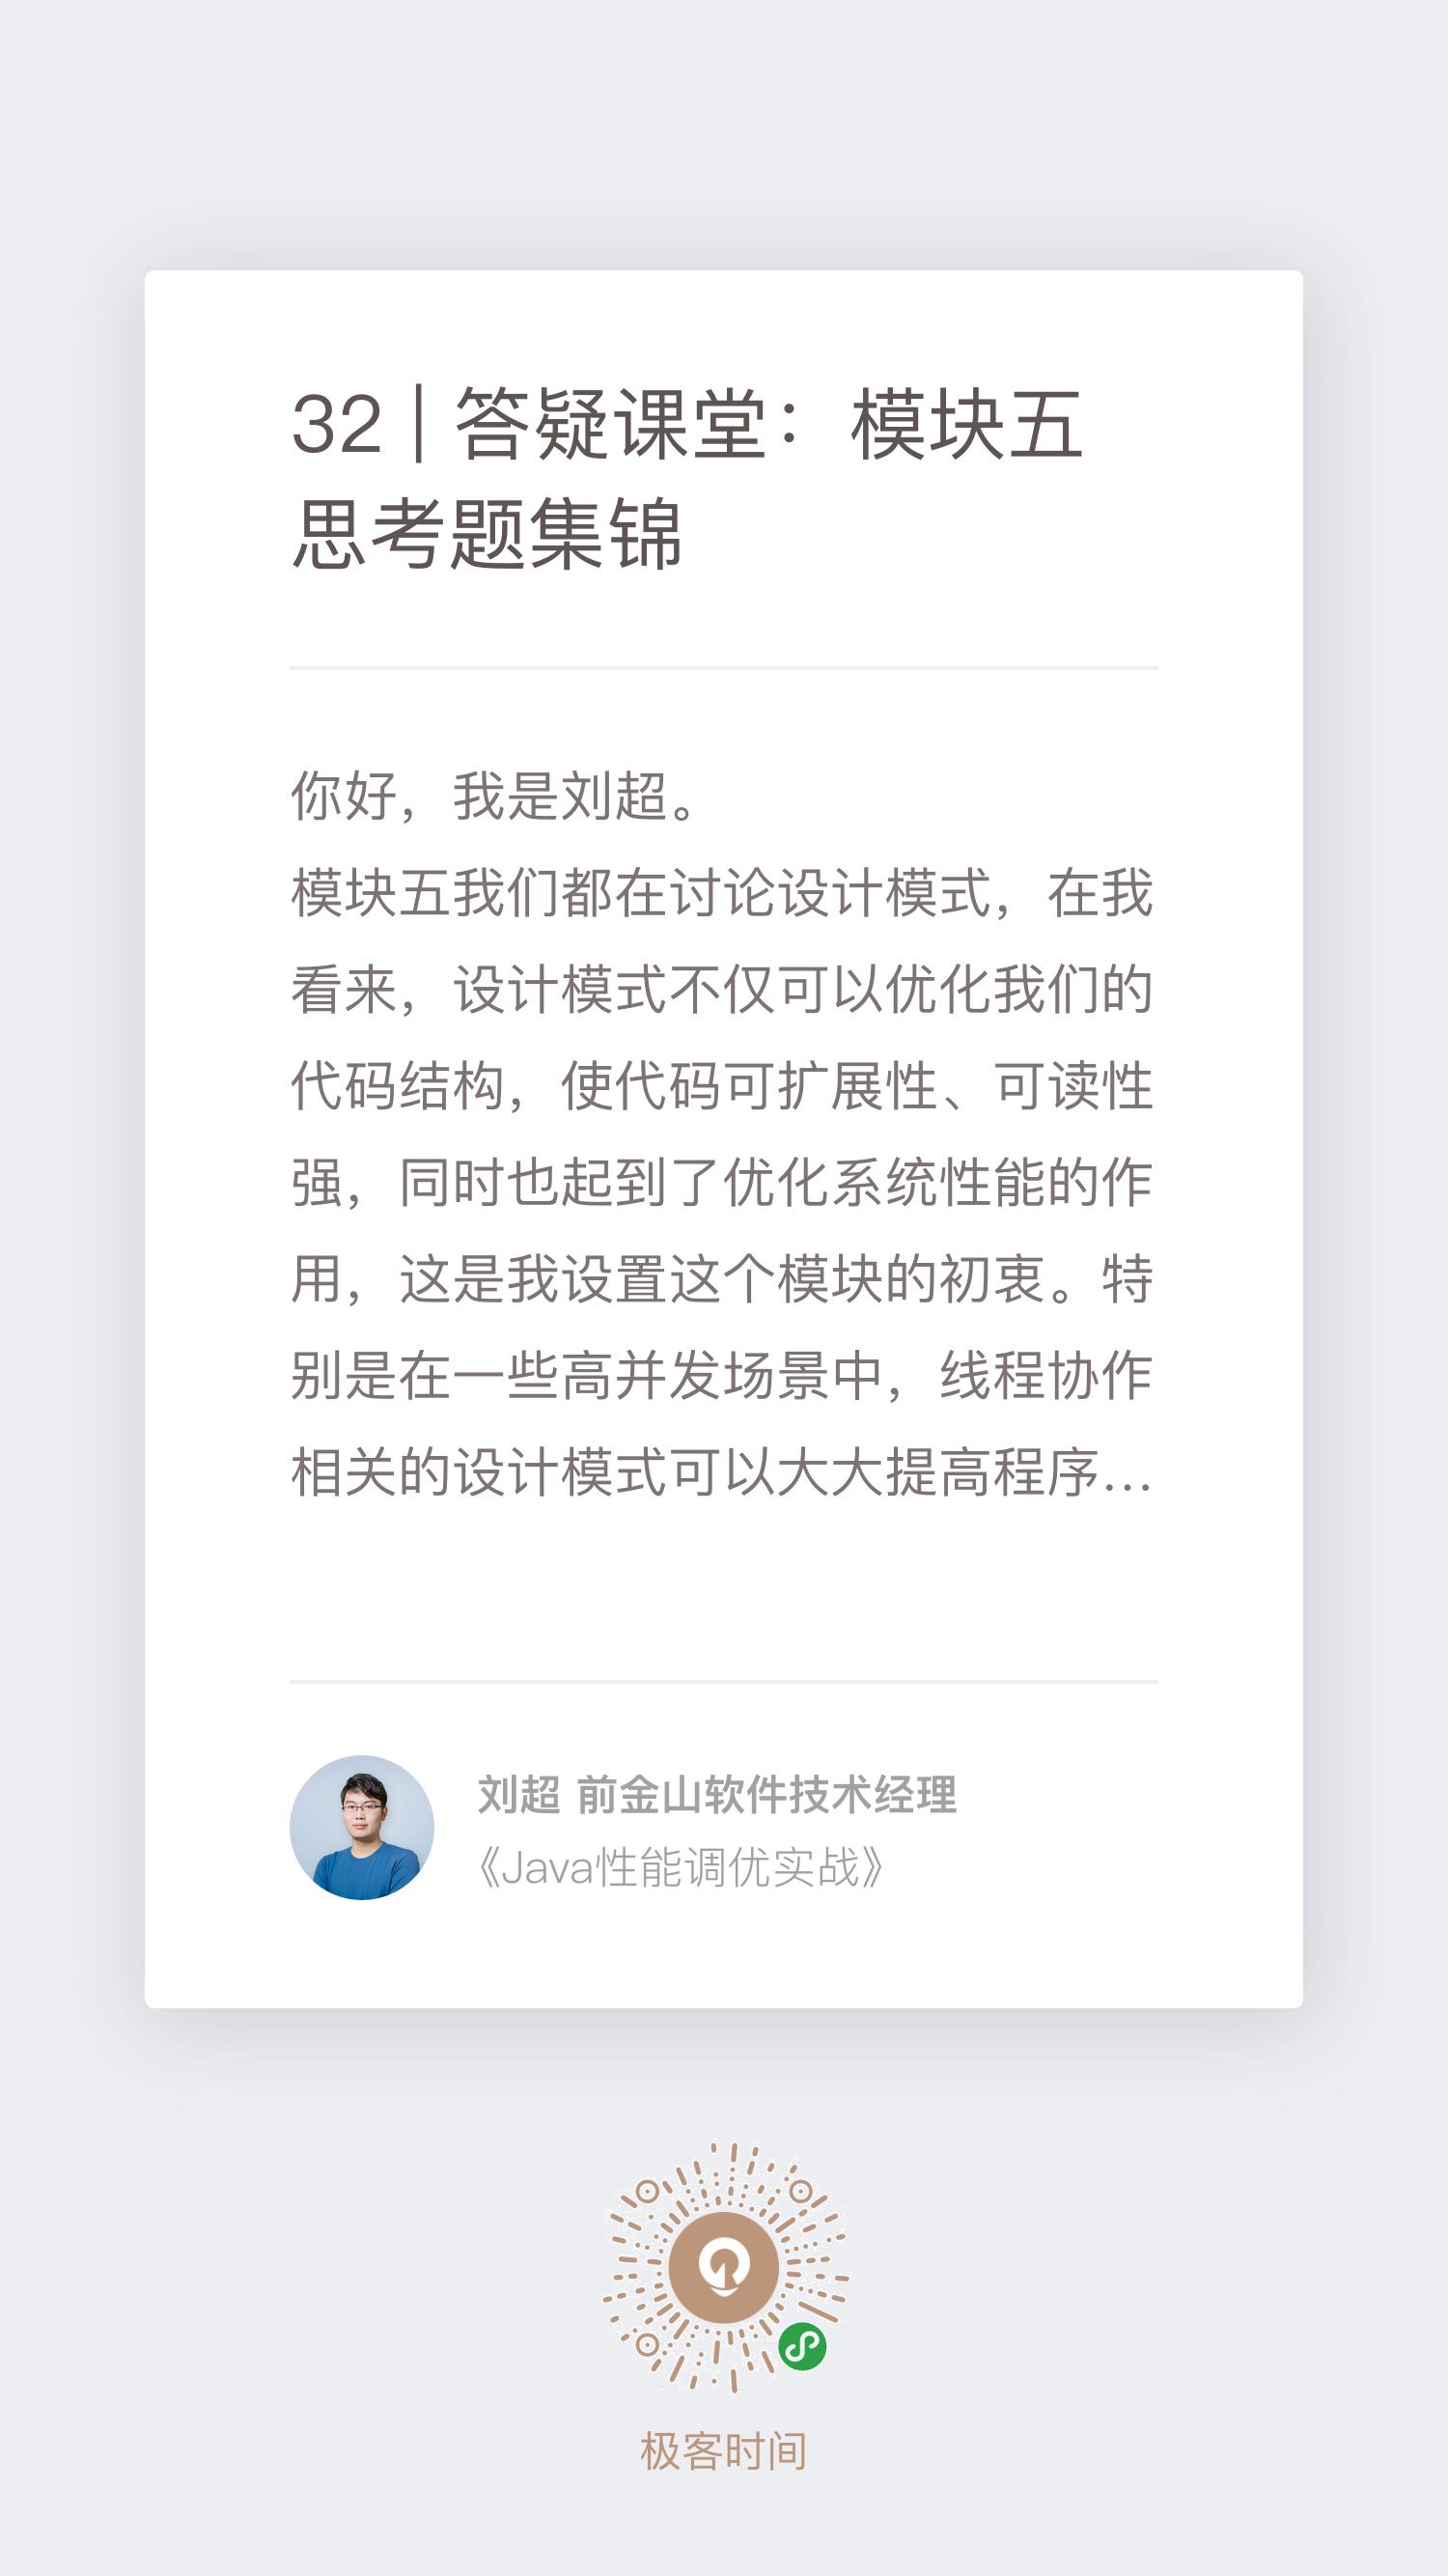 32 | 答疑课堂：模块五
思考题集锦
你好，我是刘超。
模块五我们都在讨论设计模式，在我
看来，设计模式不仅可以优化我们的
代码结构，使代码可扩展性、可读性
强，同时也起到了优化系统性能的作
用，这是我设置这个模块的初衷。特
别是在一些高并发场景中，线程协作
相关的设计模式可以大大提高程序...
刘超 前金山软件技术经理
《Java性能调优实战》
极客时间